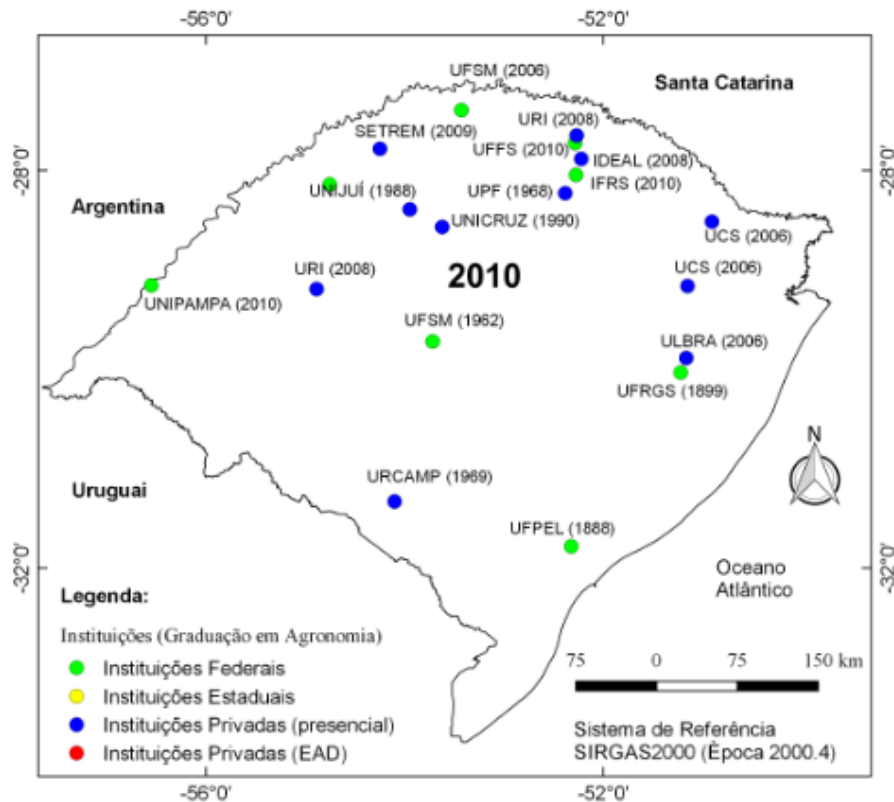 -56°0'
-52°0'
UFSM (2006)
Santa Catarina
URI (2008)
SETREM (2009)
UFFS (2010)
IDEAL (2008)
-28°0'
-28°0'
UNIJUÍ (1988)
UPF (1968)
IFRS (2010)
Argentina
UNICRUZ (1990)
UCS (2006)
URI (2008)
2010
UCS (2006)
UNIPAMPA (2010)
UFSM (1962)
ULBRA (2006)
UFRGS (1899)
N
URCAMP (1969)
Uruguai
UFPEL (1888)
-32°0'
-32°0'
Oceano
Atlântico
Legenda:
Instituições (Graduação em Agronomia)
Instituições Federais
Instituições Estaduais
Instituições Privadas (presencial)
Instituições Privadas (EAD)
75 0 75 150 km
Sistema de Referência
SIRGAS2000 (Època 2000.4)
-56°0'
-52°0'